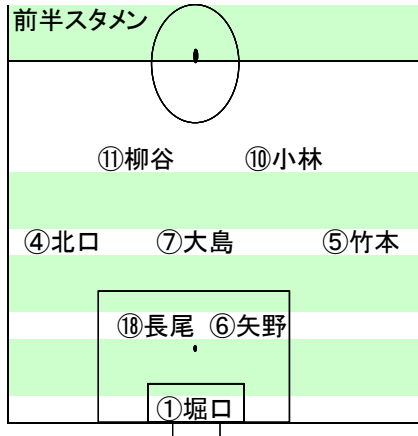 前半スタメン
⑪柳谷 ⑩小林
④北口 ⑦大島 ⑤竹本
⑱長尾 ⑥矢野
①堀口